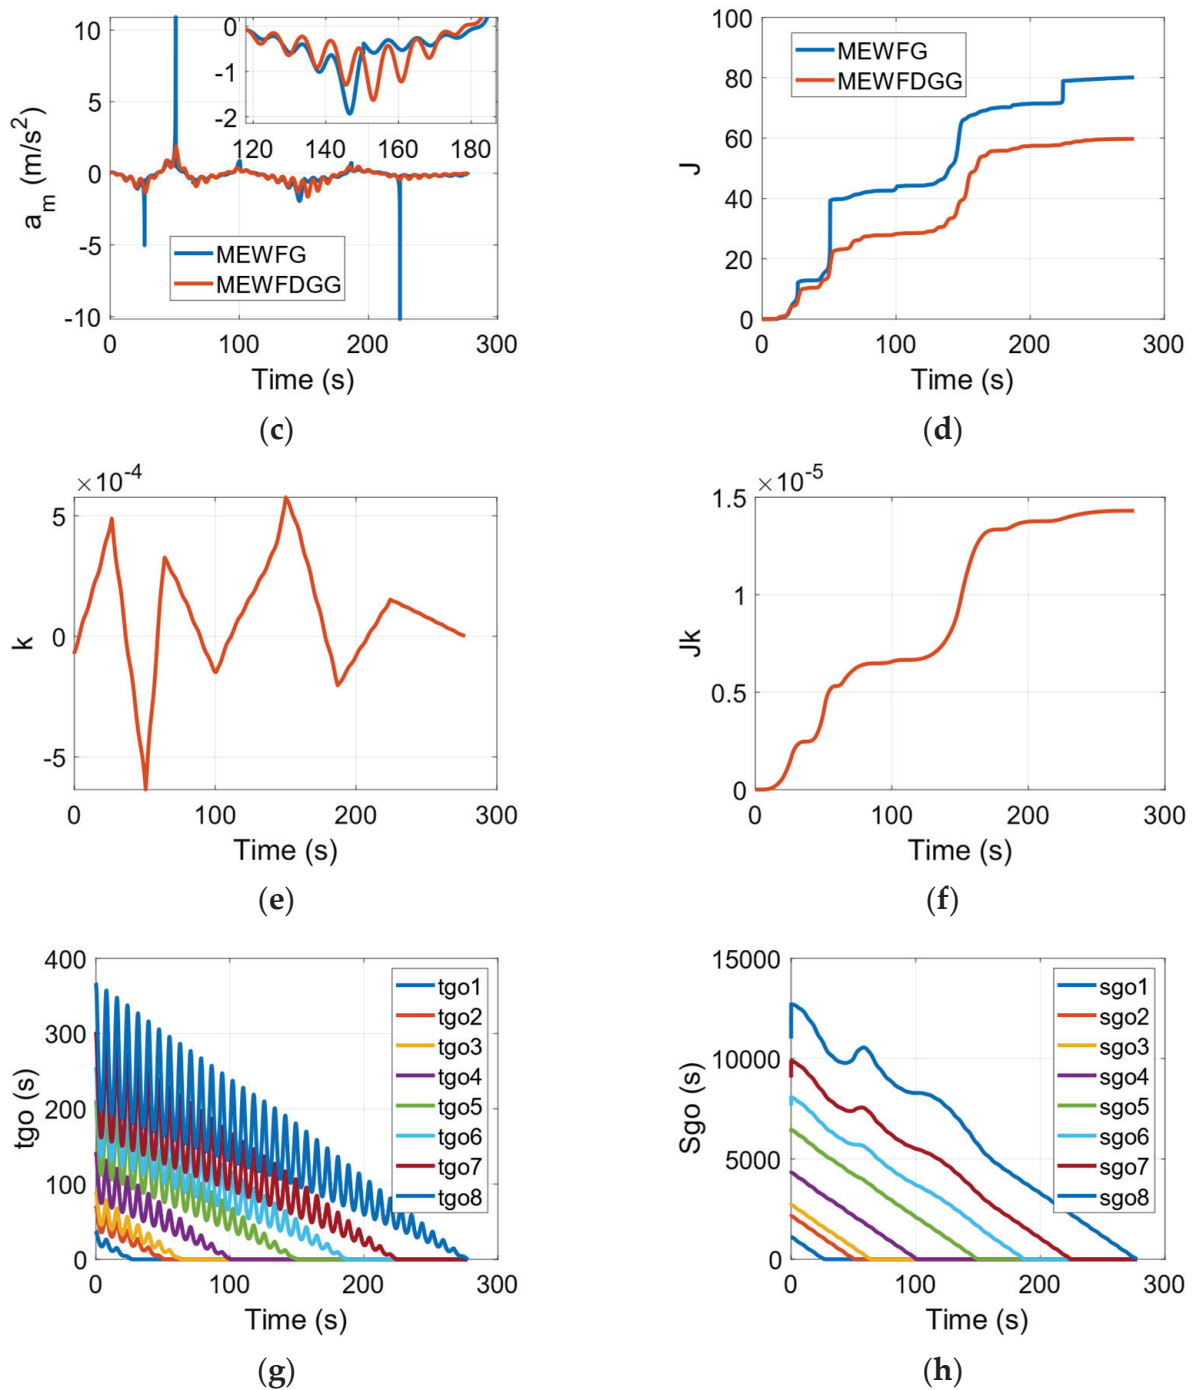 10
5
0
-5
-10
a_m (m/s^2)
0
-1
-2
120 140 160 180
MEWFG
MEWFDGG
0 100 200 300
Time (s)
(c)
100
80
60
40
20
0
J
MEWFG
MEWFDGG
0 100 200 300
Time (s)
(d)
×10^-4
5
0
-5
k
0 100 200 300
Time (s)
(e)
×10^-5
1.5
1
0.5
0
Jk
0 100 200 300
Time (s)
(f)
400
300
200
100
0
tgo (s)
tgo1
tgo2
tgo3
tgo4
tgo5
tgo6
tgo7
tgo8
0 100 200 300
Time (s)
(g)
15000
10000
5000
0
Sgo (s)
sgo1
sgo2
sgo3
sgo4
sgo5
sgo6
sgo7
sgo8
0 100 200 300
Time (s)
(h)